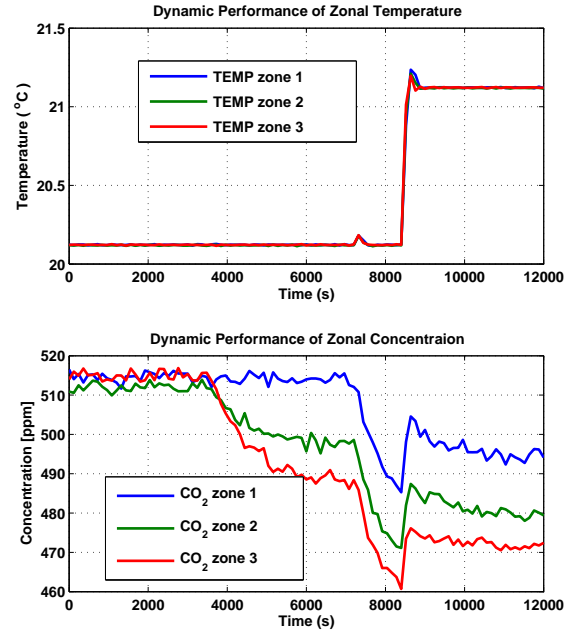 Dynamic Performance of Zonal Temperature
21.5
21
20.5
20
Temperature (°C)
TEMP zone 1
TEMP zone 2
TEMP zone 3
0 2000 4000 6000 8000 10000 12000
Time (s)
Dynamic Performance of Zonal Concentraion
520
510
500
490
480
470
460
Concentration [ppm]
CO2 zone 1
CO2 zone 2
CO2 zone 3
0 2000 4000 6000 8000 10000 12000
Time (s)